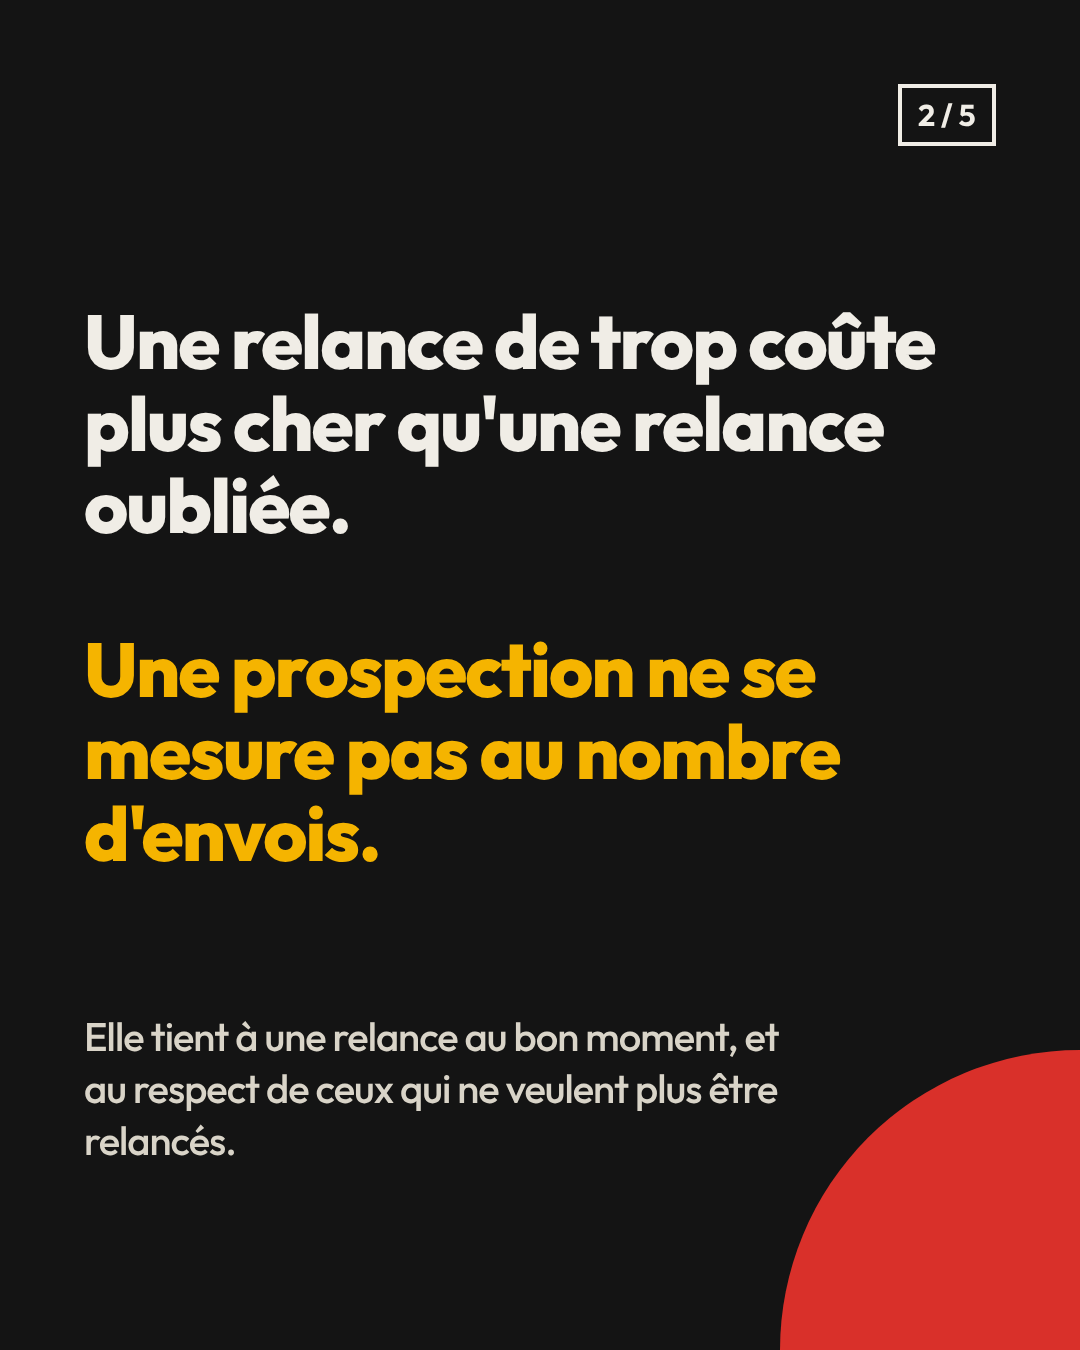 2 / 5
Une relance de trop coûte
plus cher qu'une relance
oubliée.
Une prospection ne se
mesure pas au nombre
d'envois.
Elle tient à une relance au bon moment, et
au respect de ceux qui ne veulent plus être
relancés.